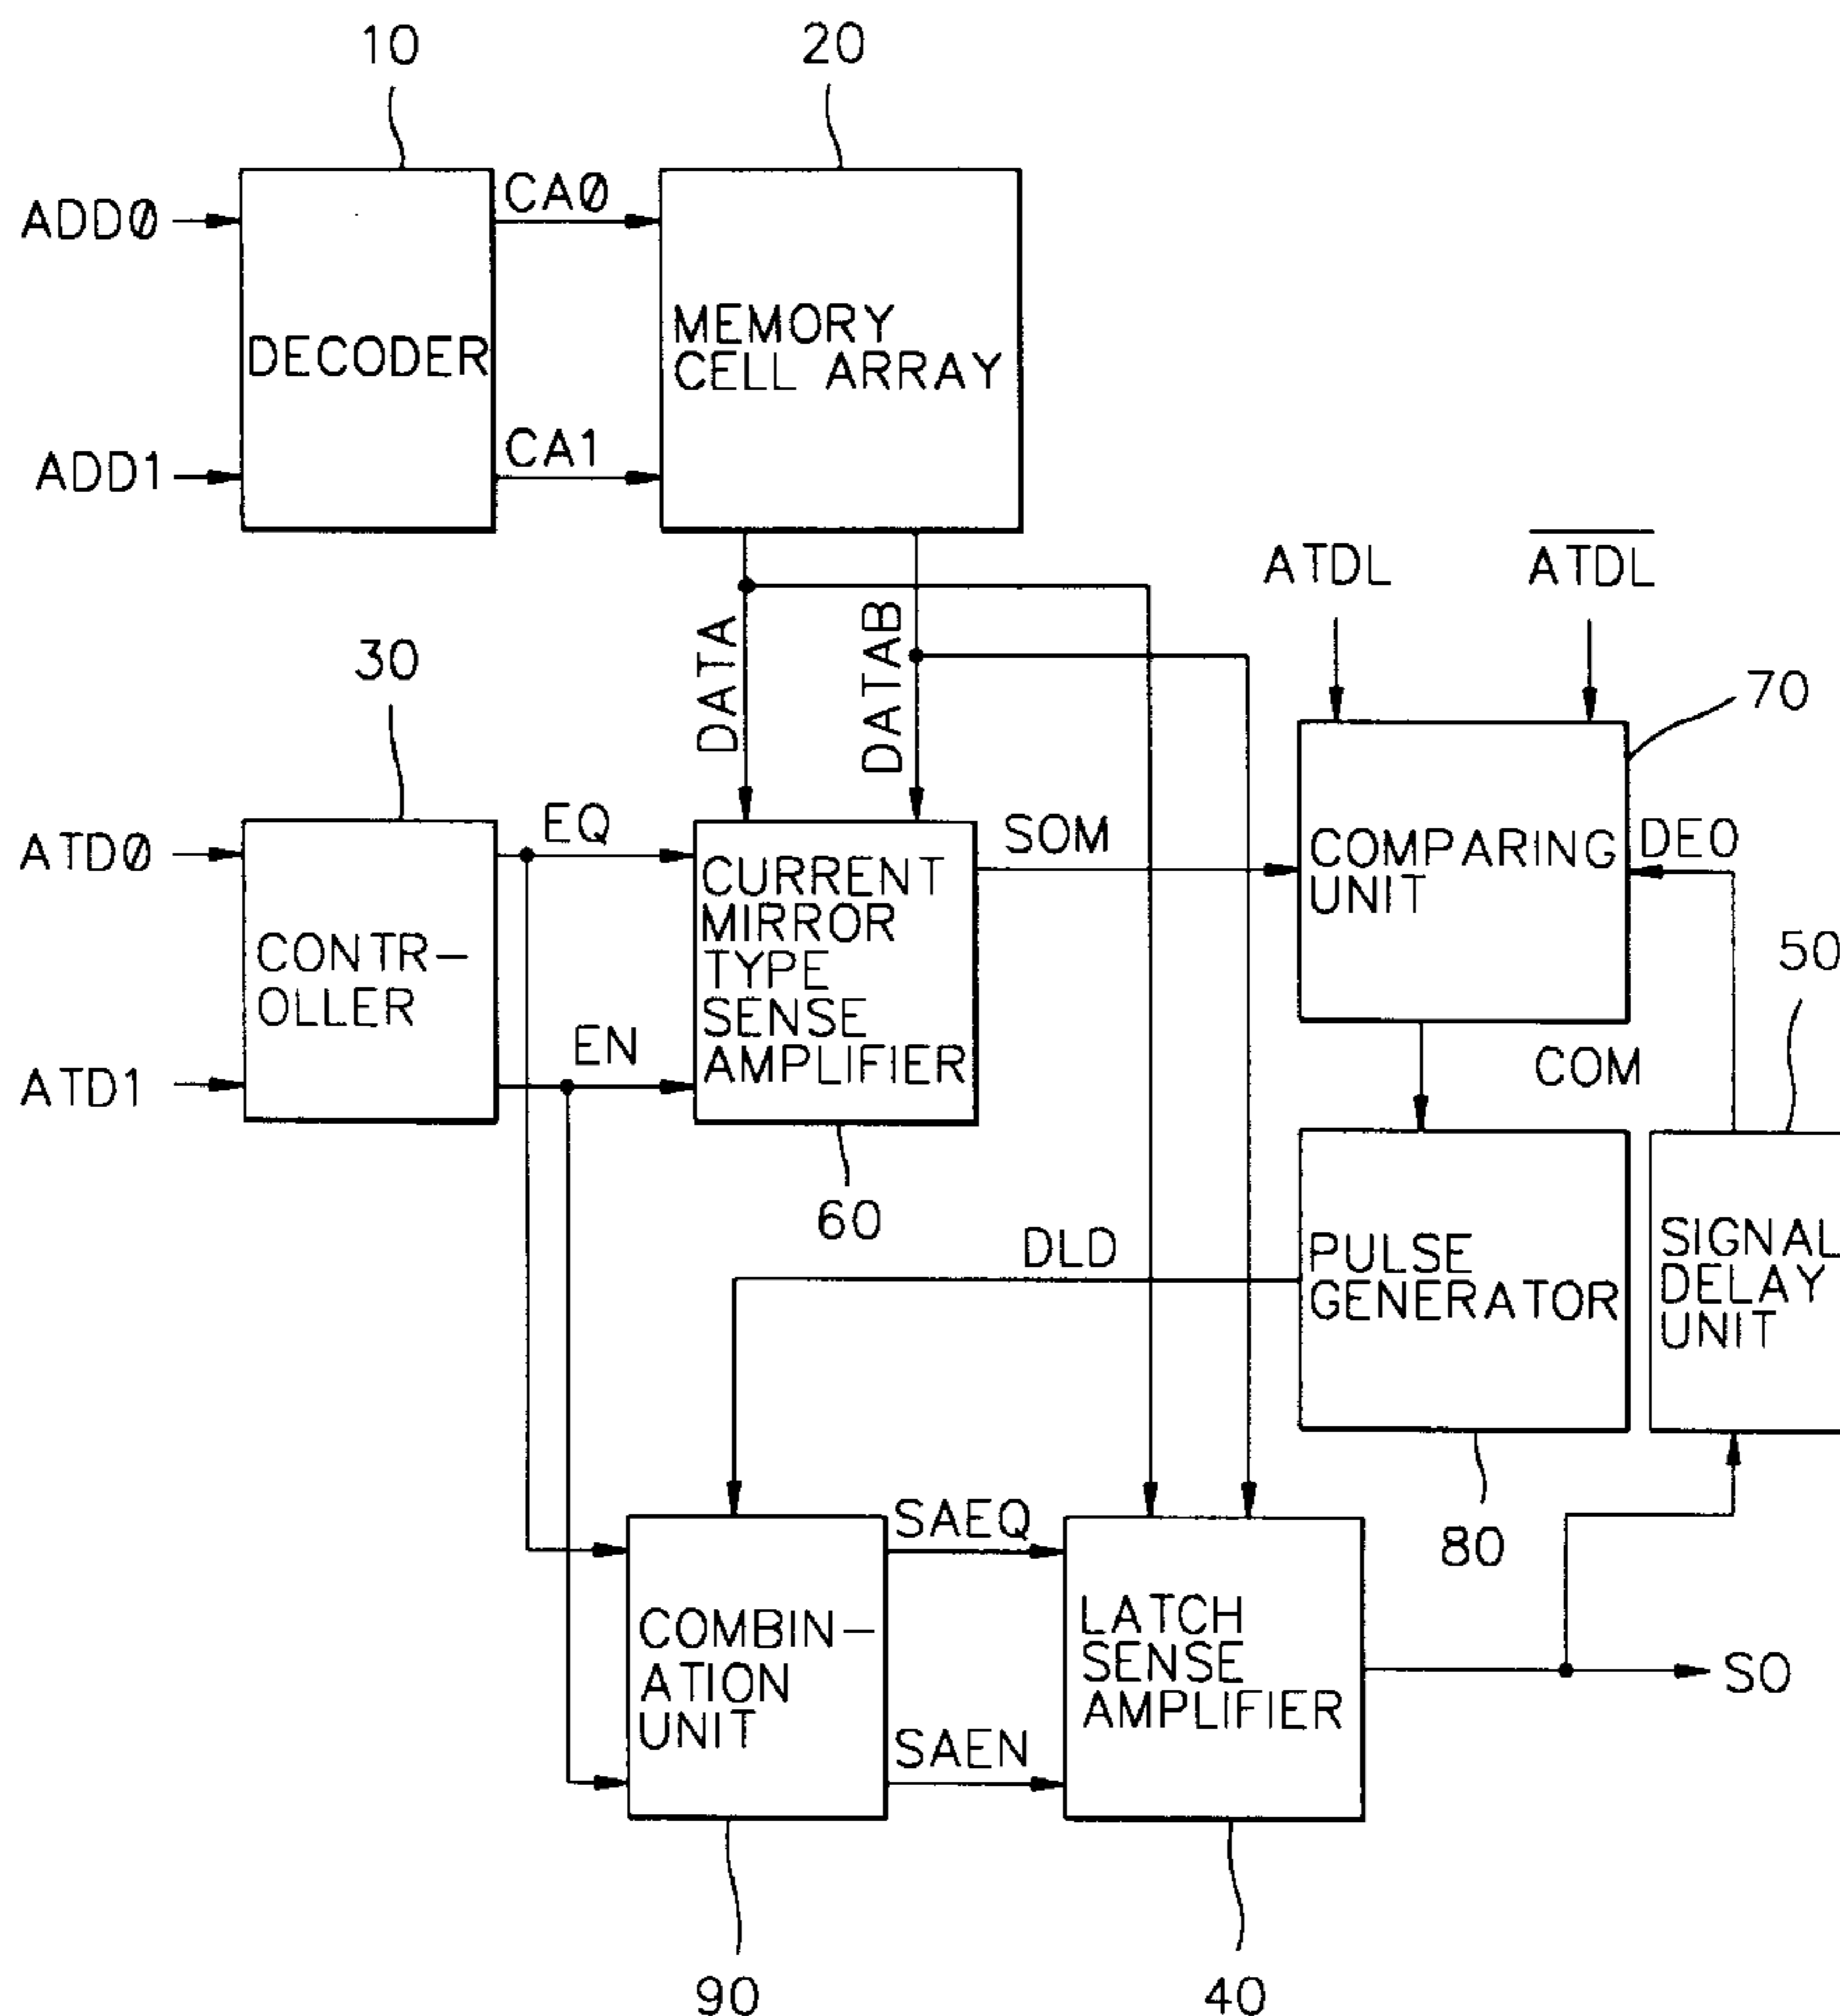 10
20
ADD0
CA0
DECODER
MEMORY
CELL ARRAY
ADD1
CA1
ATDL
ATDL
DATA
DATAB
30
70
ATD0
EQ
SOM
COMPARING
UNIT
DEO
CURRENT
MIRROR
TYPE
SENSE
AMPLIFIER
CONTR-
OLLER
50
ATD1
EN
COM
60
DLD
PULSE
GENERATOR
SIGNAL
DELAY
UNIT
80
SAEQ
COMBIN-
ATION
UNIT
LATCH
SENSE
AMPLIFIER
SO
SAEN
90
40